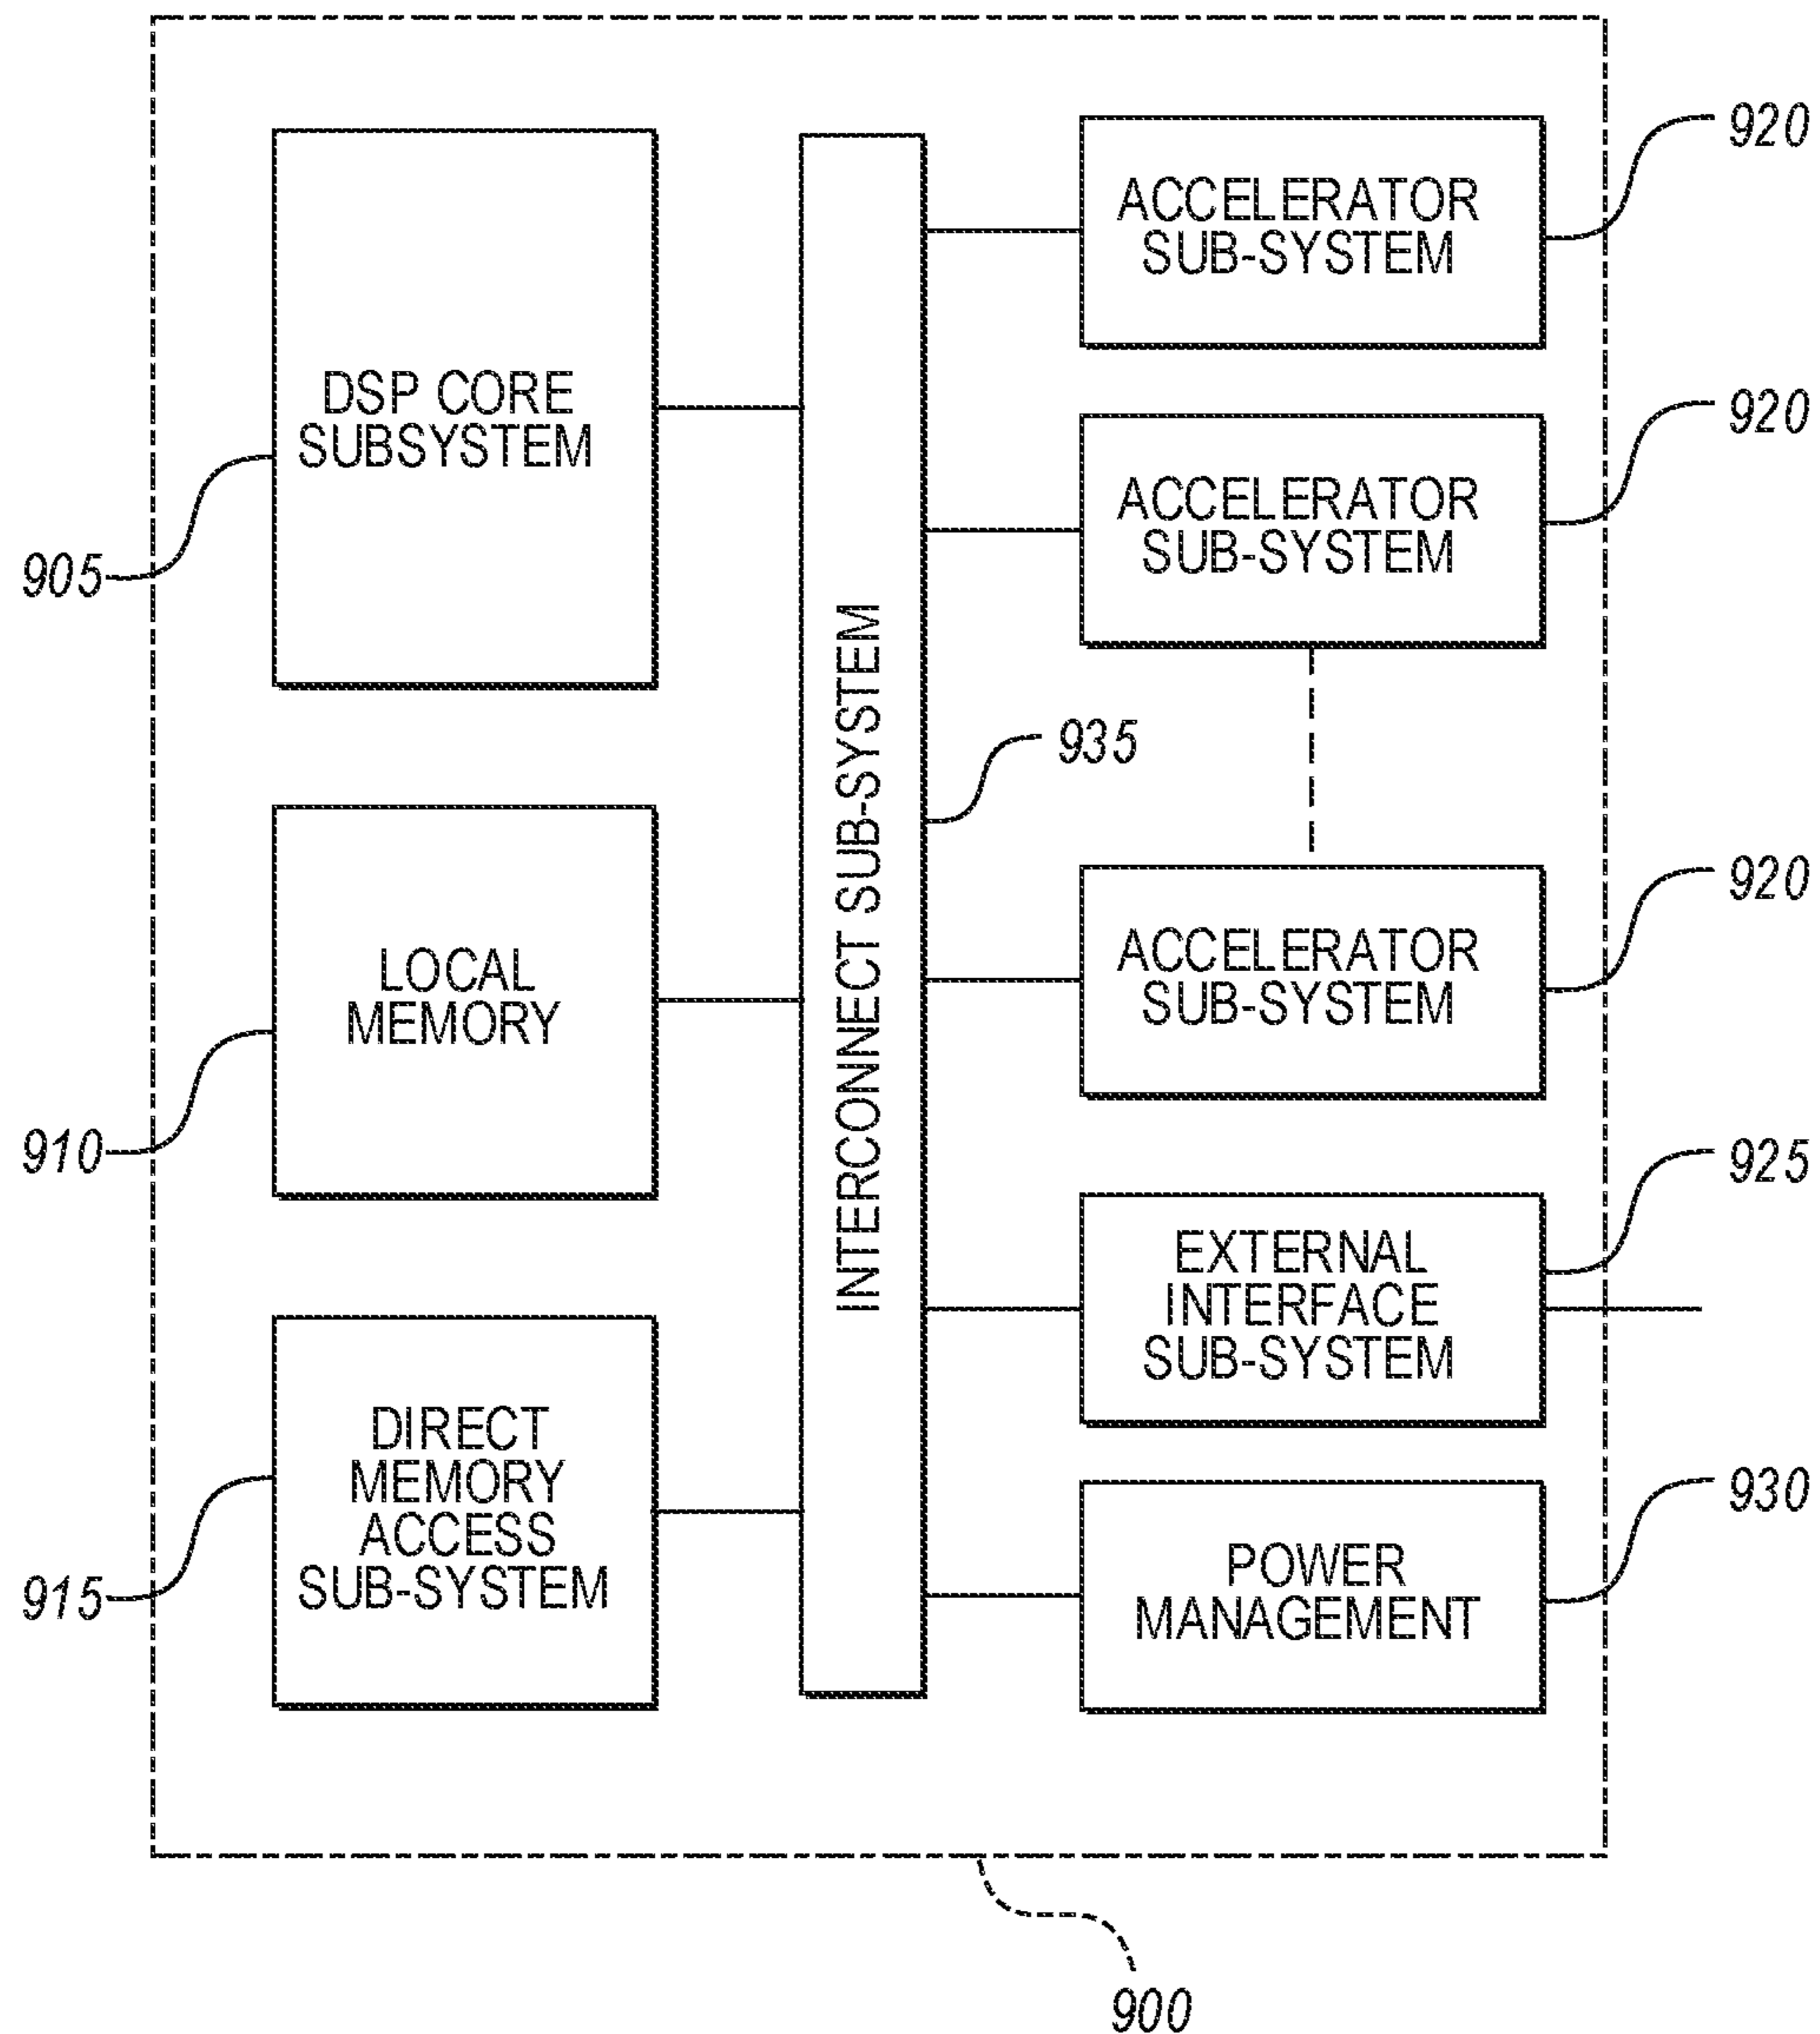 920
ACCELERATOR
SUB-SYSTEM
DSP CORE
SUBSYSTEM
905
920
ACCELERATOR
SUB-SYSTEM
INTERCONNECT SUB-SYSTEM
935
920
ACCELERATOR
SUB-SYSTEM
LOCAL
MEMORY
910
925
EXTERNAL
INTERFACE
SUB-SYSTEM
DIRECT
MEMORY
ACCESS
SUB-SYSTEM
915
930
POWER
MANAGEMENT
900